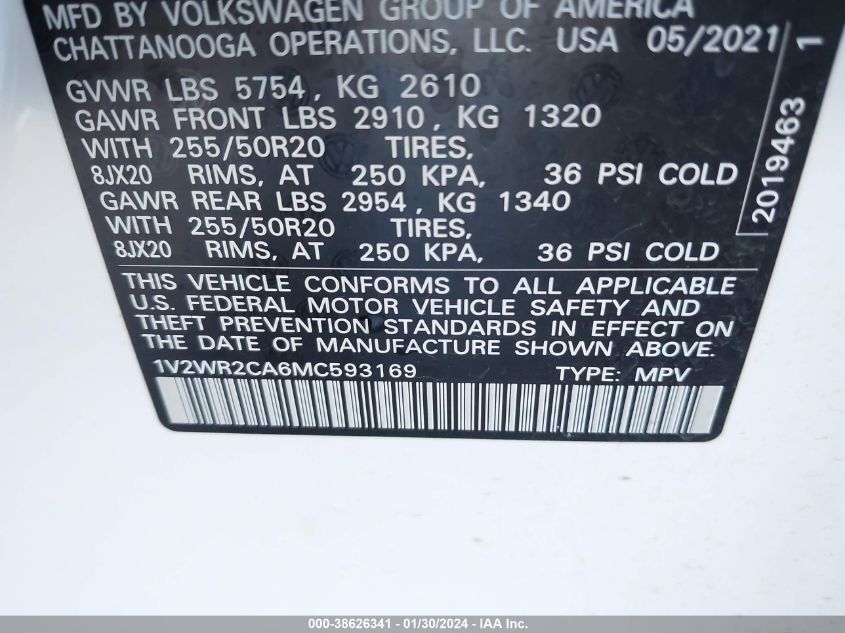 MFD BY VOLKSWAGEN GROUP OF AMERICA
CHATTANOOGA OPERATIONS, LLC. USA 05/2021
GVWR LBS 5754, KG 2610
GAWR FRONT LBS 2910, KG 1320
WITH 255/50R20 TIRES,
8JX20 RIMS, AT 250 KPA, 36 PSI COLD
GAWR REAR LBS 2954, KG 1340
WITH 255/50R20 TIRES,
8JX20 RIMS, AT 250 KPA, 36 PSI COLD
2019463 1
THIS VEHICLE CONFORMS TO ALL APPLICABLE
U.S. FEDERAL MOTOR VEHICLE SAFETY AND
THEFT PREVENTION STANDARDS IN EFFECT ON
THE DATE OF MANUFACTURE SHOWN ABOVE.
1V2WR2CA6MC593169 TYPE: MPV
000-38626341 - 01/30/2024 - IAA Inc.